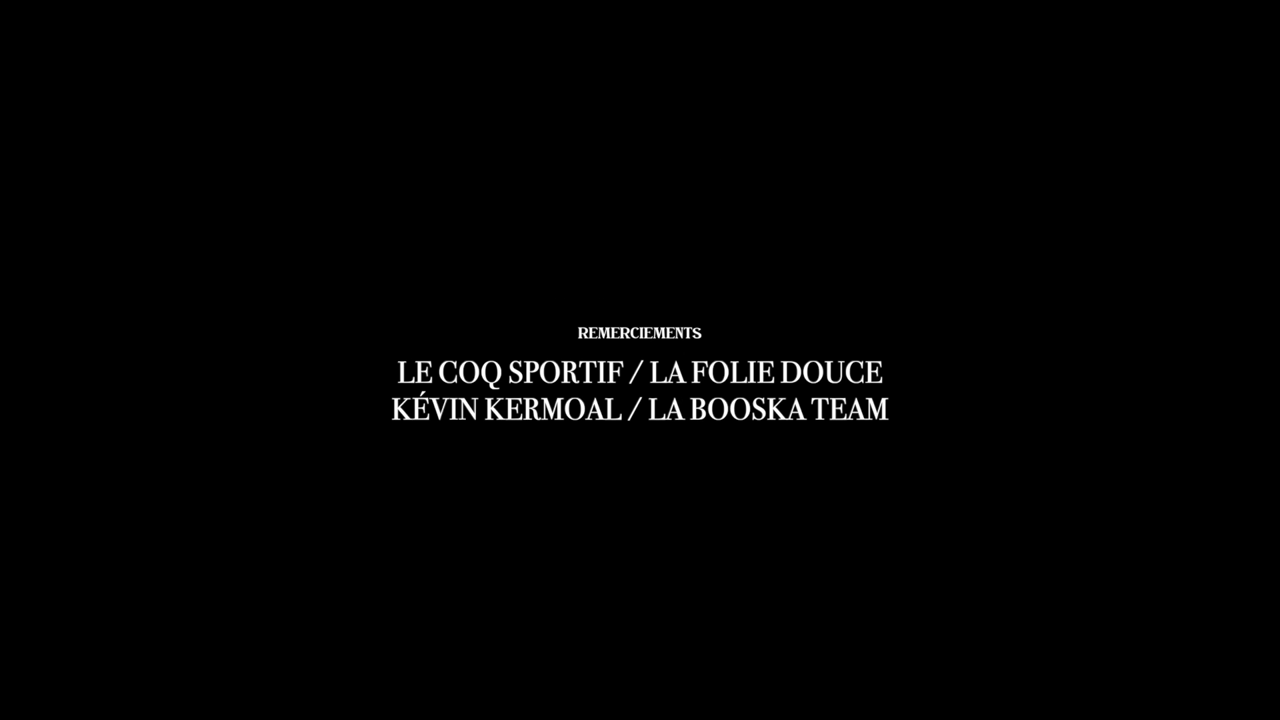 REMERCIEMENTS
LE COQ SPORTIF / LA FOLIE DOUCE
KÉVIN KERMOAL / LA BOOSKA TEAM